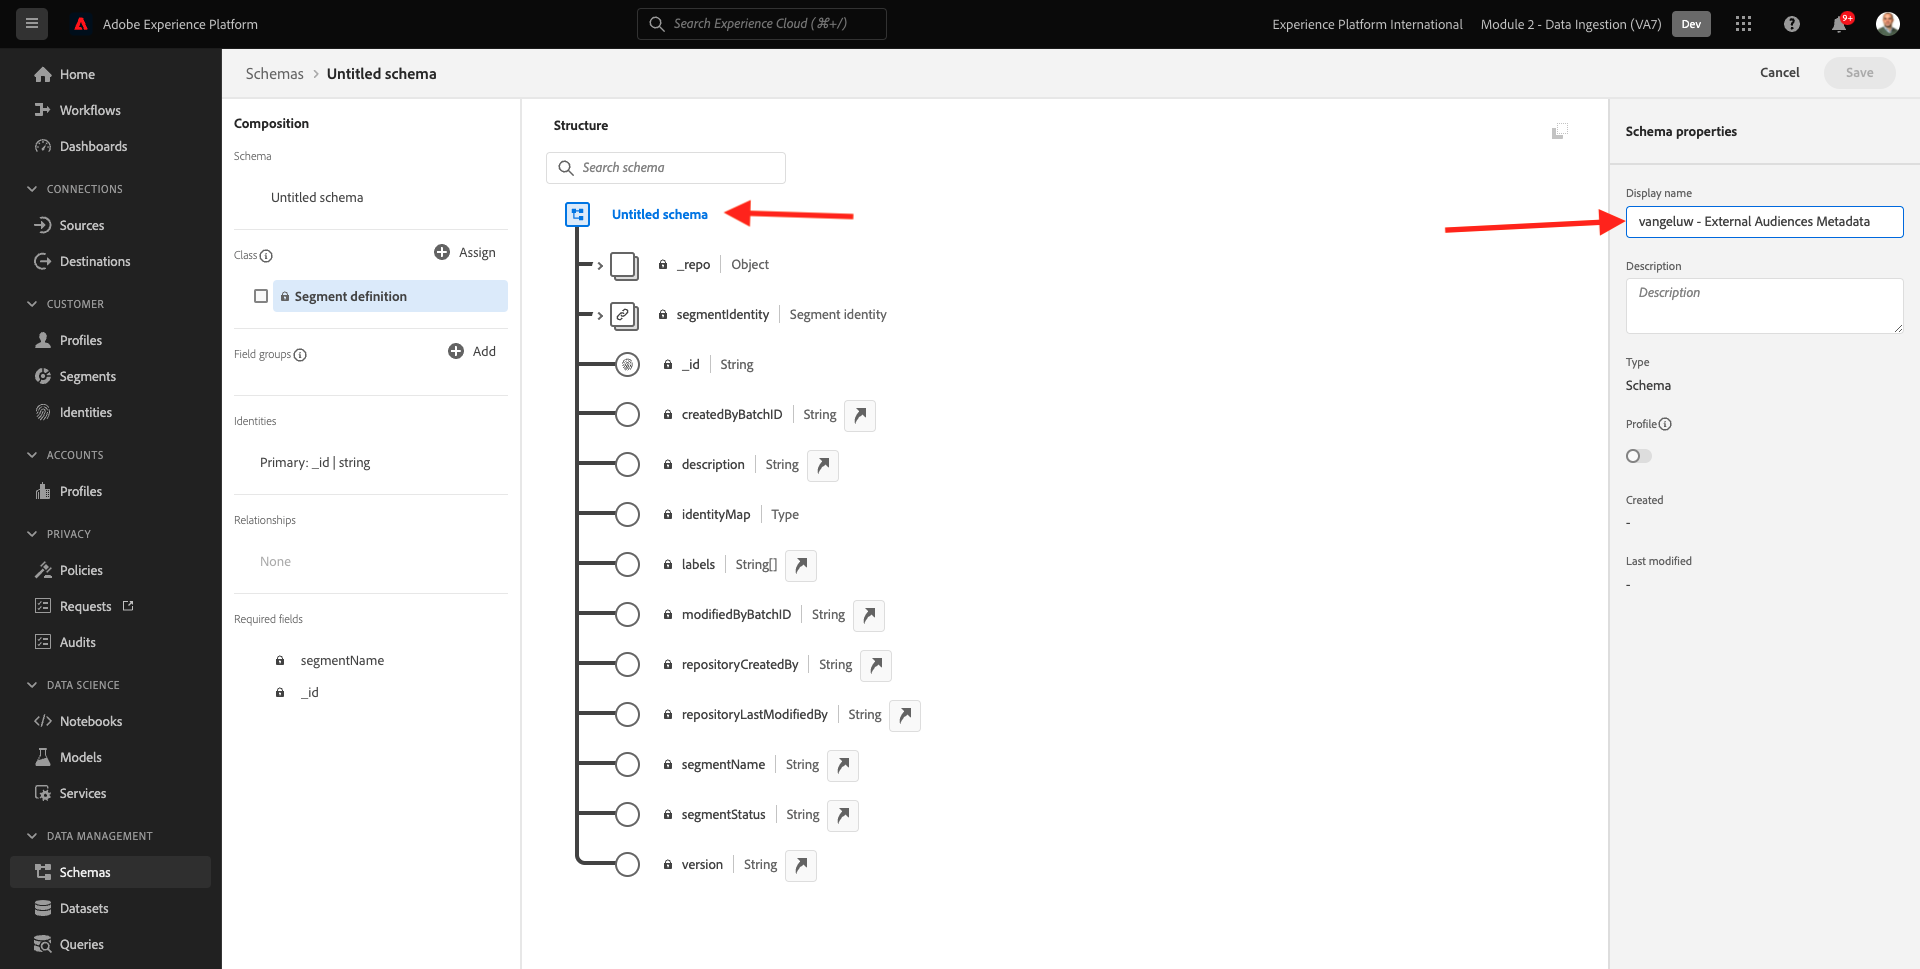 Adobe Experience Platform
Search Experience Cloud (⌘+/)
Experience Platform International
Module 2 - Data Ingestion (VA7)
Dev
9+
Home
Workflows
Dashboards
CONNECTIONS
Sources
Destinations
CUSTOMER
Profiles
Segments
Identities
ACCOUNTS
Profiles
PRIVACY
Policies
Requests
Audits
DATA SCIENCE
Notebooks
Models
Services
DATA MANAGEMENT
Schemas
Datasets
Queries
Schemas > Untitled schema
Cancel
Save
Composition
Schema
Untitled schema
Class
Assign
Segment definition
Field groups
Add
Identities
Primary: _id | string
Relationships
None
Required fields
segmentName
_id
Structure
Search schema
Untitled schema
_repo | Object
segmentIdentity | Segment identity
_id | String
createdByBatchID | String
description | String
identityMap | Type
labels | String[]
modifiedByBatchID | String
repositoryCreatedBy | String
repositoryLastModifiedBy | String
segmentName | String
segmentStatus | String
version | String
Schema properties
Display name
vangeluw - External Audiences Metadata
Description
Description
Type
Schema
Profile
Created
-
Last modified
-